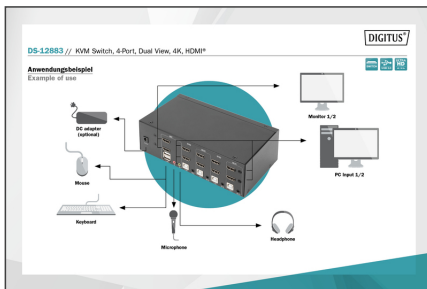 DIGITUS®
DS-12883 // KVM Switch, 4-Port, Dual View, 4K, HDMI®
Anwendungsbeispiel
Example of use
DC adapter
(optional)
Monitor 1/2
Mouse
PC Input 1/2
Keyboard
Microphone
Headphone